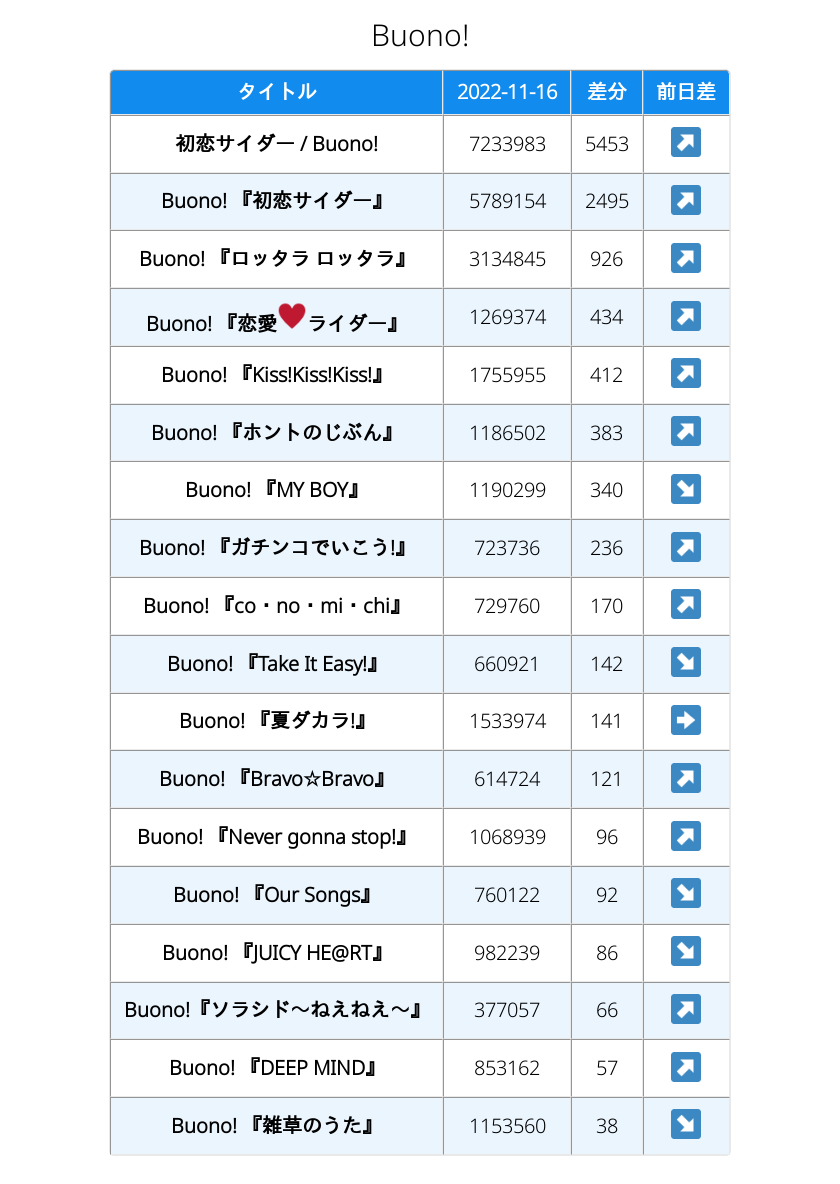 Buono!
タイトル 2022-11-16 差分 前日差
初恋サイダー / Buono! 7233983 5453 ↗
Buono! 『初恋サイダー』 5789154 2495 ↗
Buono! 『ロッタラ ロッタラ』 3134845 926 ↗
Buono! 『恋愛♥ライダー』 1269374 434 ↗
Buono! 『Kiss!Kiss!Kiss!』 1755955 412 ↗
Buono! 『ホントのじぶん』 1186502 383 ↗
Buono! 『MY BOY』 1190299 340 ↘
Buono! 『ガチンコでいこう!』 723736 236 ↗
Buono! 『co・no・mi・chi』 729760 170 ↗
Buono! 『Take It Easy!』 660921 142 ↘
Buono! 『夏ダカラ!』 1533974 141 ➡
Buono! 『Bravo☆Bravo』 614724 121 ↗
Buono! 『Never gonna stop!』 1068939 96 ↗
Buono! 『Our Songs』 760122 92 ↘
Buono! 『JUICY HE@RT』 982239 86 ↘
Buono!『ソラシド～ねえねえ～』 377057 66 ↗
Buono! 『DEEP MIND』 853162 57 ↗
Buono! 『雑草のうた』 1153560 38 ↘